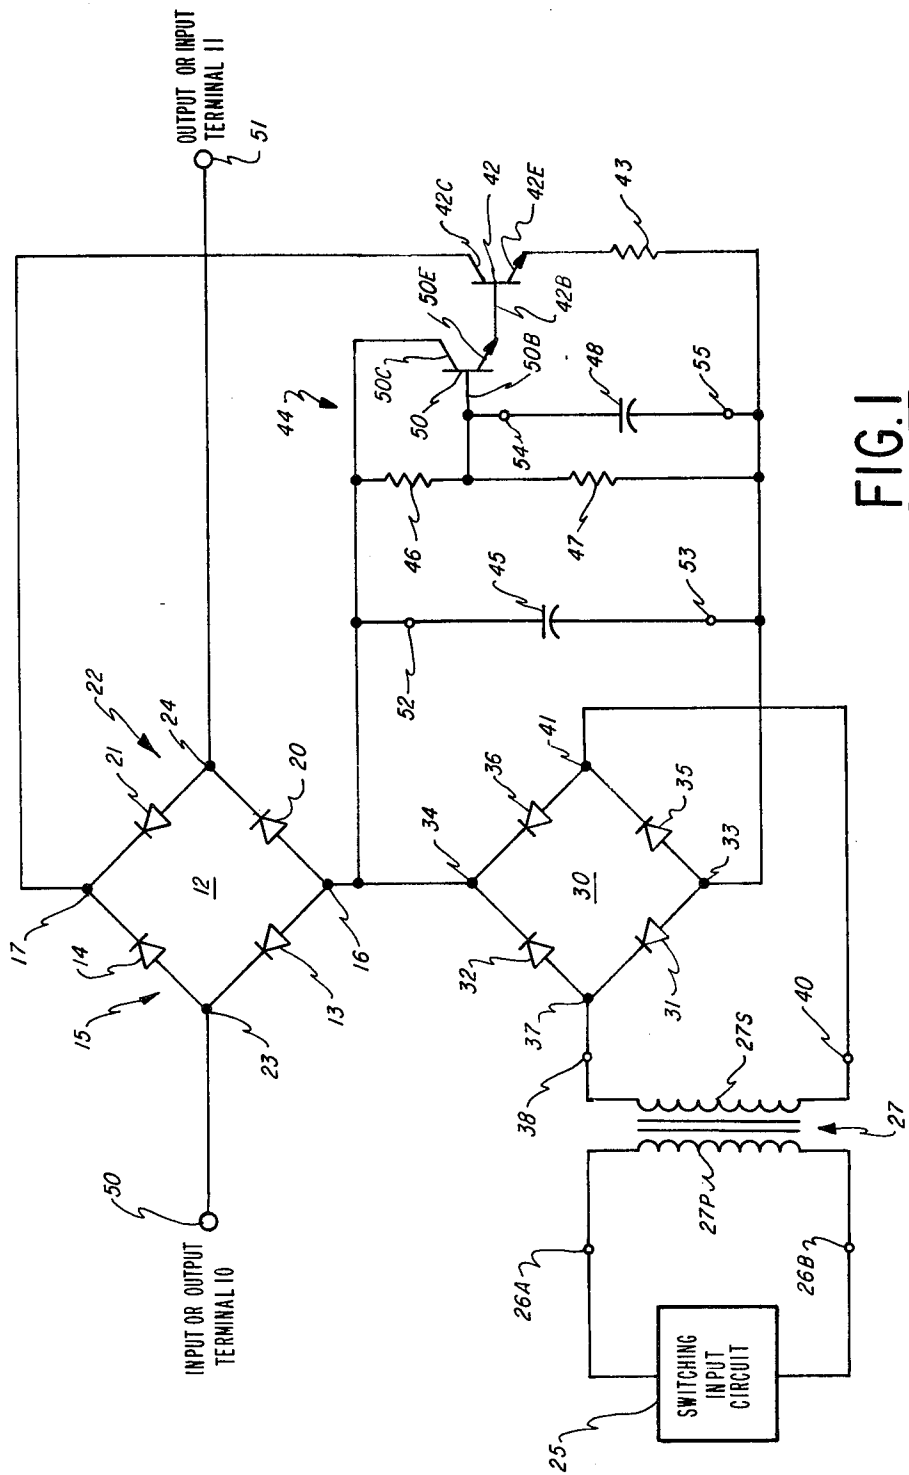 OUTPUT OR INPUT
TERMINAL 11
51
17
14
15
23
13
21
22
24
20
12
16
INPUT OR OUTPUT
TERMINAL 10
50
44
50C
50
50E
50B
42C
42
42B
42E
43
46
47
54
48
55
52
45
53
34
36
41
32
30
35
37
31
33
38
40
27S
27P
27
26A
26B
25
SWITCHING
INPUT
CIRCUIT
FIG.1